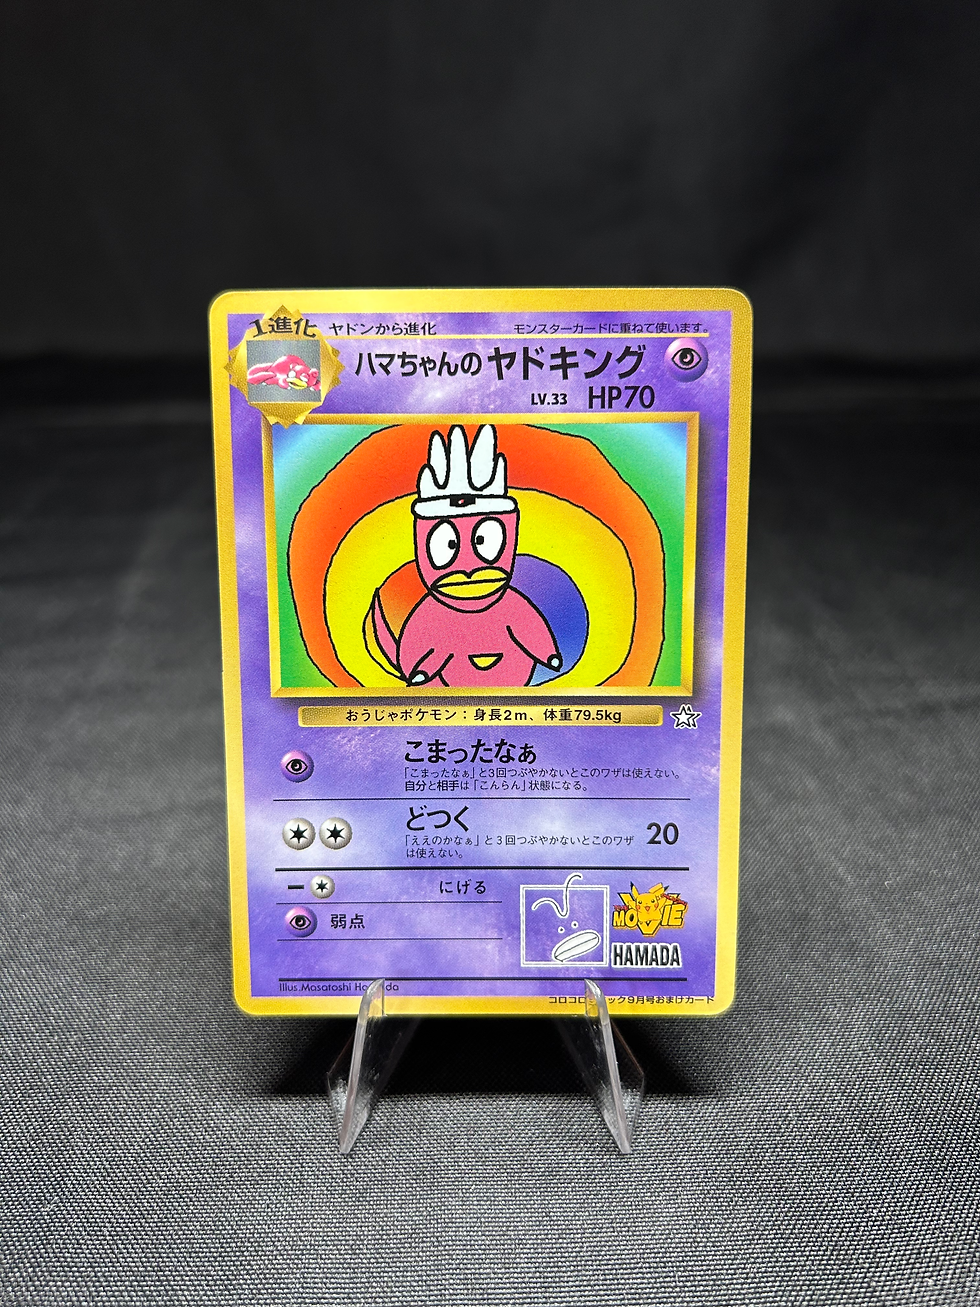 1進化 ヤドンから進化 モンスターカードに重ねて使います。
ハマちゃんのヤドキング
LV.33 HP70
おうじゃポケモン：身長2m、体重79.5kg
こまったなぁ
「こまったなぁ」と3回つぶやかないとこのワザは使えない。
自分と相手は「こんらん」状態になる。
どつく 20
「ええのかなぁ」と3回つぶやかないとこのワザ
は使えない。
にげる
弱点
MOVIE
HAMADA
Illus.Masatoshi
コロコロ 9月号おまけカード